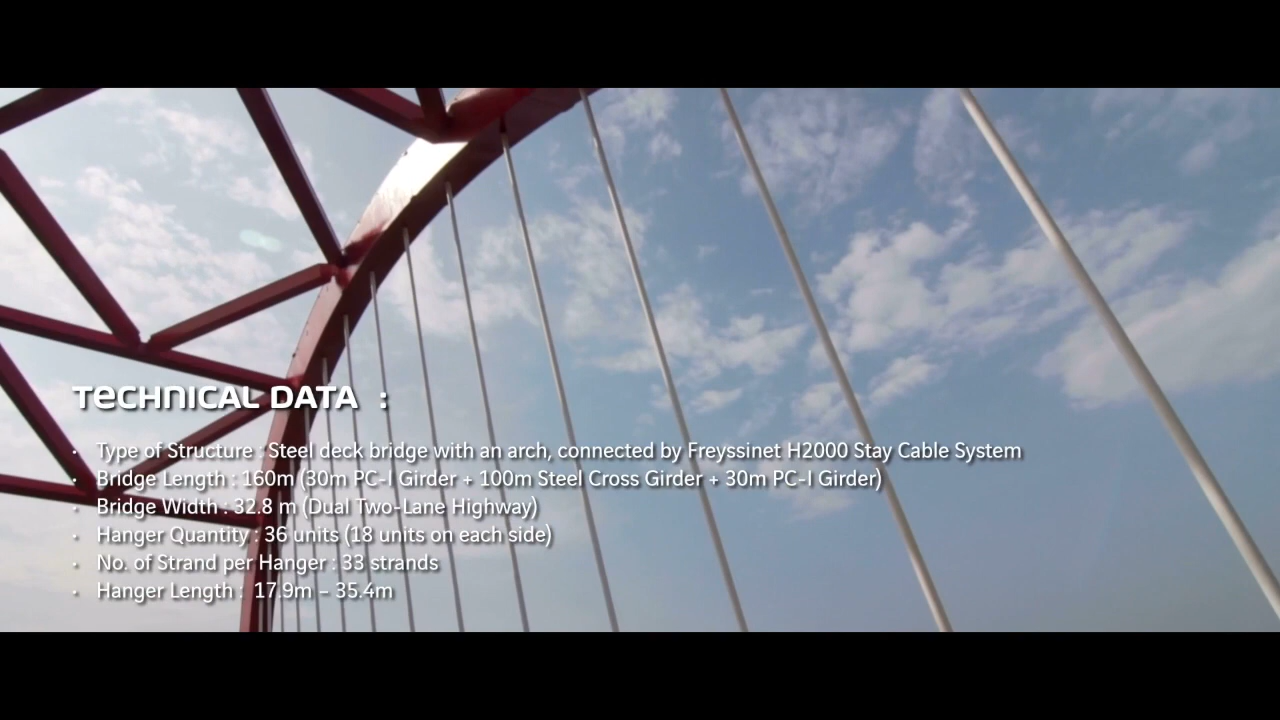 TECHNICAL DATA :
• Type of Structure : Steel deck bridge with an arch, connected by Freyssinet H2000 Stay Cable System
• Bridge Length : 160m (30m PC-I Girder + 100m Steel Cross Girder + 30m PC-I Girder)
• Bridge Width : 32.8 m (Dual Two-Lane Highway)
• Hanger Quantity : 36 units (18 units on each side)
• No. of Strand per Hanger : 33 strands
• Hanger Length : 17.9m – 35.4m